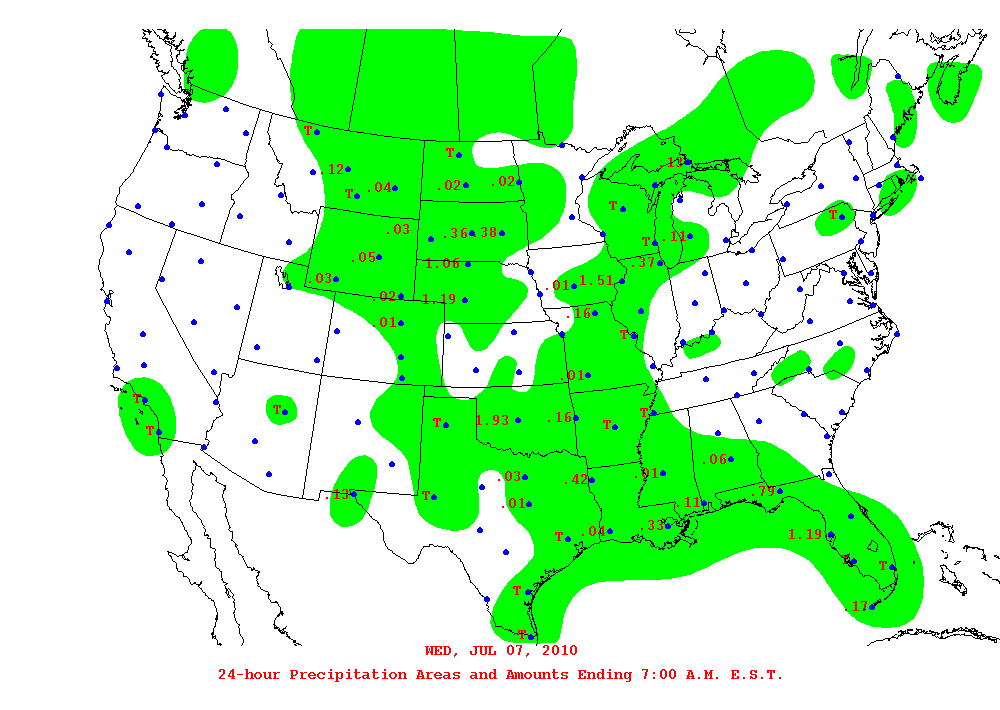 T
.12
T
.11
T
.04
.02
.02
T
T
.03
.36
.38
T
.11
.05
1.06
.37
.03
.01
1.51
.02
1.19
.16
.01
T
.01
T
T
1.93
.16
T
T
T
.06
.03
.42
.91
.13
T
.79
.01
.11
.33
T
.04
1.19
T
T
T
.17
T
WED, JUL 07, 2010
24-hour Precipitation Areas and Amounts Ending 7:00 A.M. E.S.T.